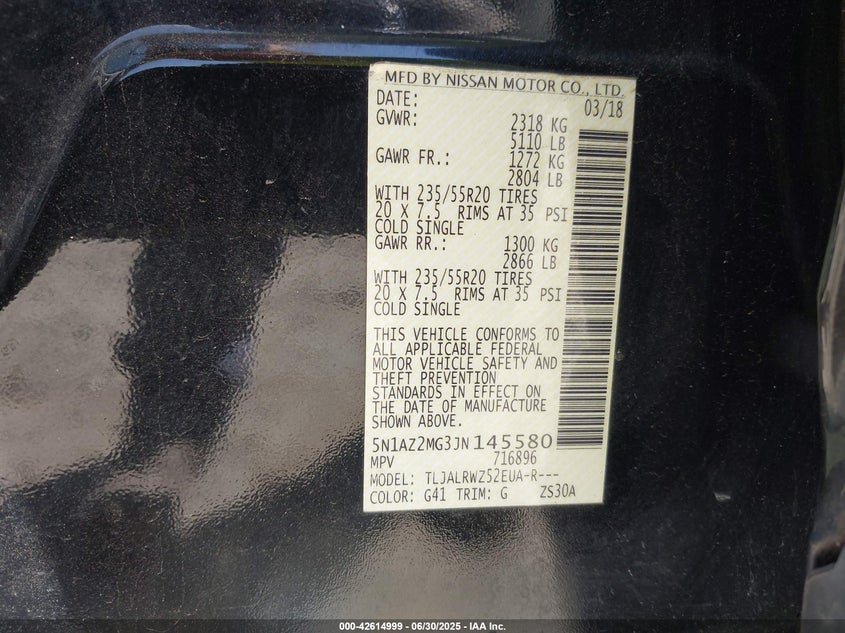 MFD BY NISSAN MOTOR CO., LTD.
DATE: 03/18
GVWR: 2318 KG
5110 LB
GAWR FR.: 1272 KG
2804 LB
WITH 235/55R20 TIRES
20 X 7.5 RIMS AT 35 PSI
COLD SINGLE
GAWR RR.: 1300 KG
2866 LB
WITH 235/55R20 TIRES
20 X 7.5 RIMS AT 35 PSI
COLD SINGLE
THIS VEHICLE CONFORMS TO
ALL APPLICABLE FEDERAL
MOTOR VEHICLE SAFETY AND
THEFT PREVENTION
STANDARDS IN EFFECT ON
THE DATE OF MANUFACTURE
SHOWN ABOVE.
5N1AZ2MG3JN145580
MPV 716896
MODEL: TLJALRWZ52EUA-R---
COLOR: G41 TRIM: G ZS30A
000-42614999 - 06/30/2025 - IAA Inc.